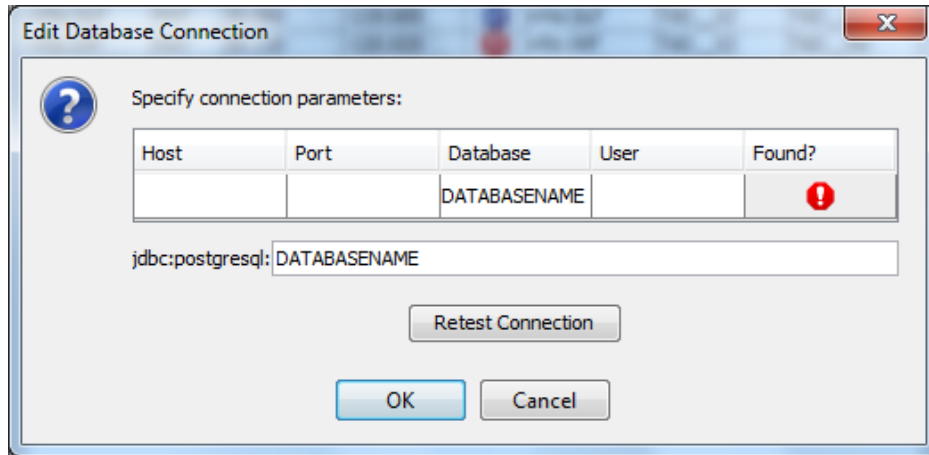 Edit Database Connection
Specify connection parameters:
Host Port Database User Found?
DATABASENAME
jdbc:postgresql: DATABASENAME
Retest Connection
OK Cancel